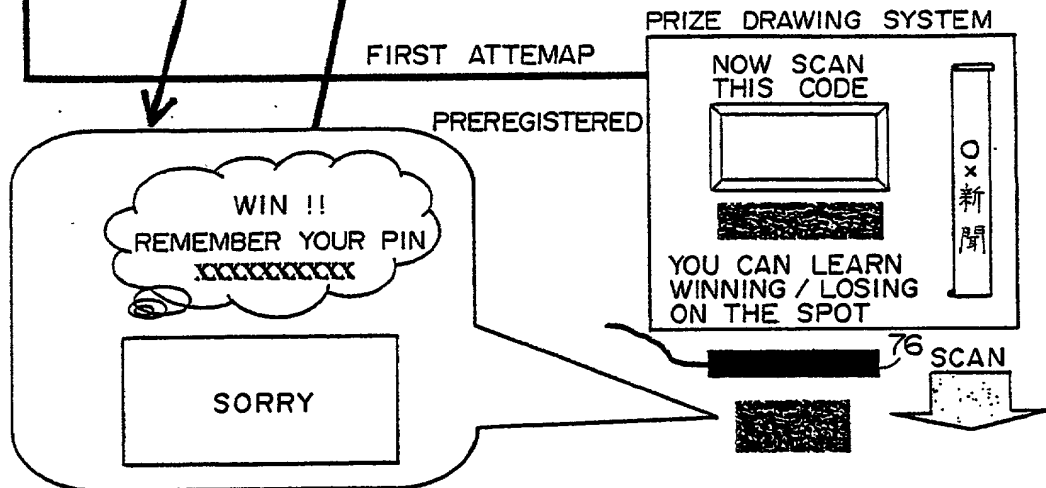 PRIZE DRAWING SYSTEM
FIRST ATTEMAP
NOW SCAN
THIS CODE
PREREGISTERED
○×新聞
WIN !!
REMEMBER YOUR PIN
XXXXXXXXXX
YOU CAN LEARN
WINNING / LOSING
ON THE SPOT
76
SCAN
SORRY